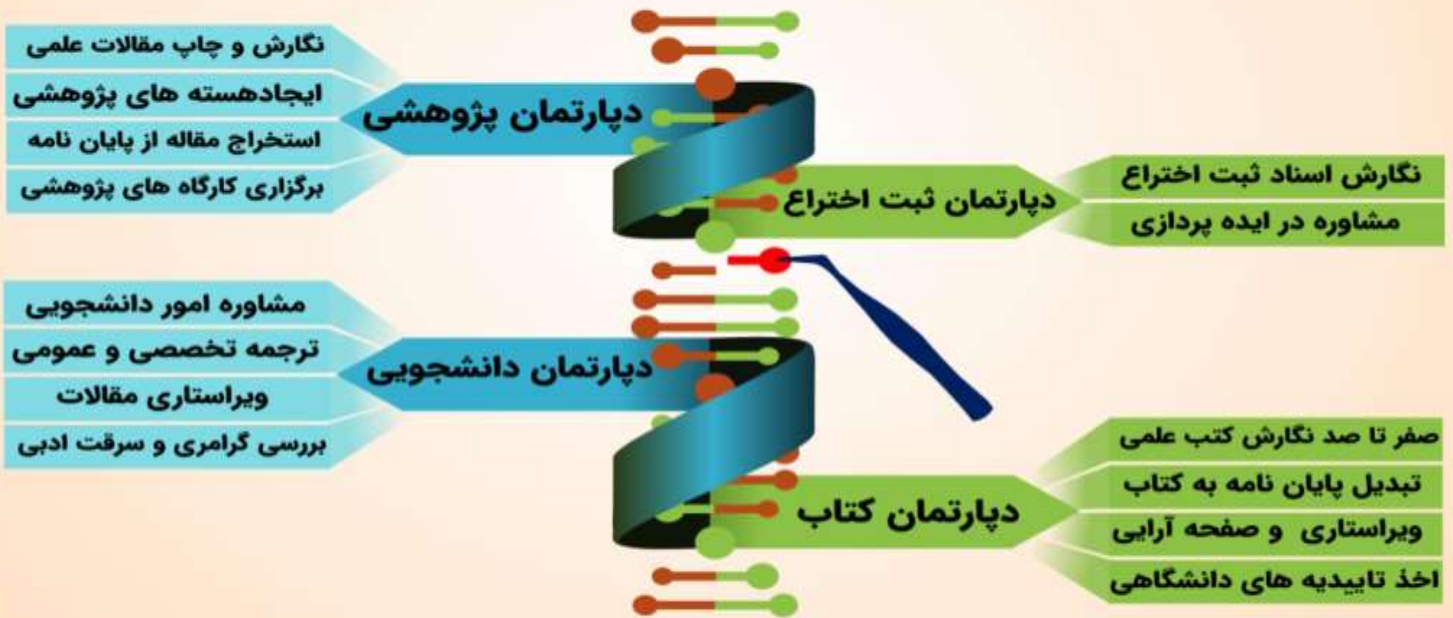 دپارتمان پژوهشی
نگارش و چاپ مقالات علمی
ایجادهسته های پژوهشی
استخراج مقاله از پایان نامه
برگزاری کارگاه های پژوهشی
دپارتمان ثبت اختراع
نگارش اسناد ثبت اختراع
مشاوره در ایده پردازی
دپارتمان دانشجویی
مشاوره امور دانشجویی
ترجمه تخصصی و عمومی
ویراستاری مقالات
بررسی گرامری و سرقت ادبی
دپارتمان کتاب
صفر تا صد نگارش کتب علمی
تبدیل پایان نامه به کتاب
ویراستاری و صفحه آرایی
اخذ تاییدیه های دانشگاهی